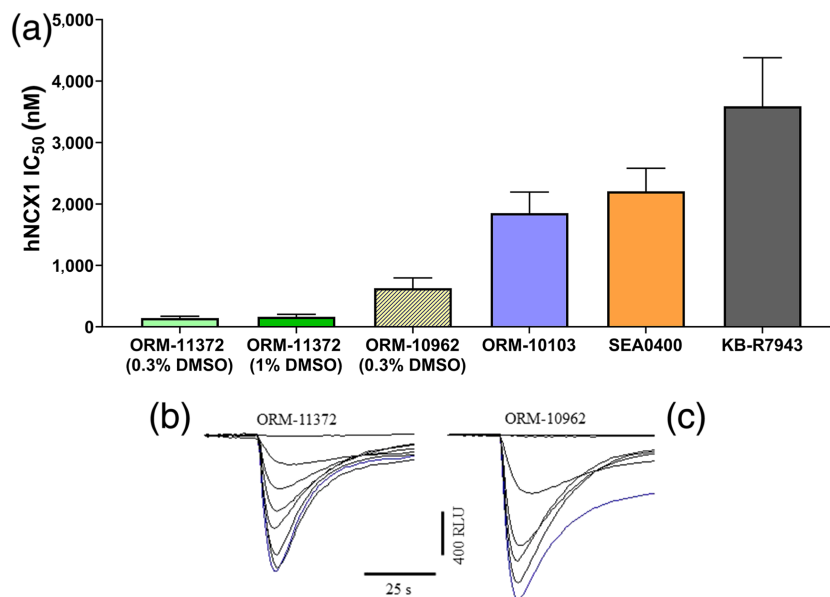 (a)
hNCX1 IC50 (nM)
5,000
4,000
3,000
2,000
1,000
0
ORM-11372
(0.3% DMSO)
ORM-11372
(1% DMSO)
ORM-10962
(0.3% DMSO)
ORM-10103
SEA0400
KB-R7943
(b)
ORM-11372
ORM-10962
(c)
400 RLU
25 s